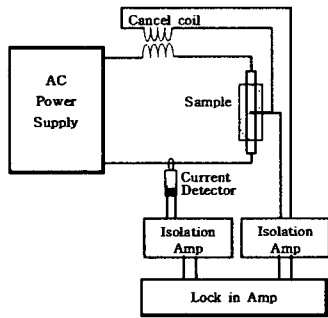 Cancel coil
AC
Power
Supply
Sample
Current
Detector
Isolation
Amp
Isolation
Amp
Lock in Amp